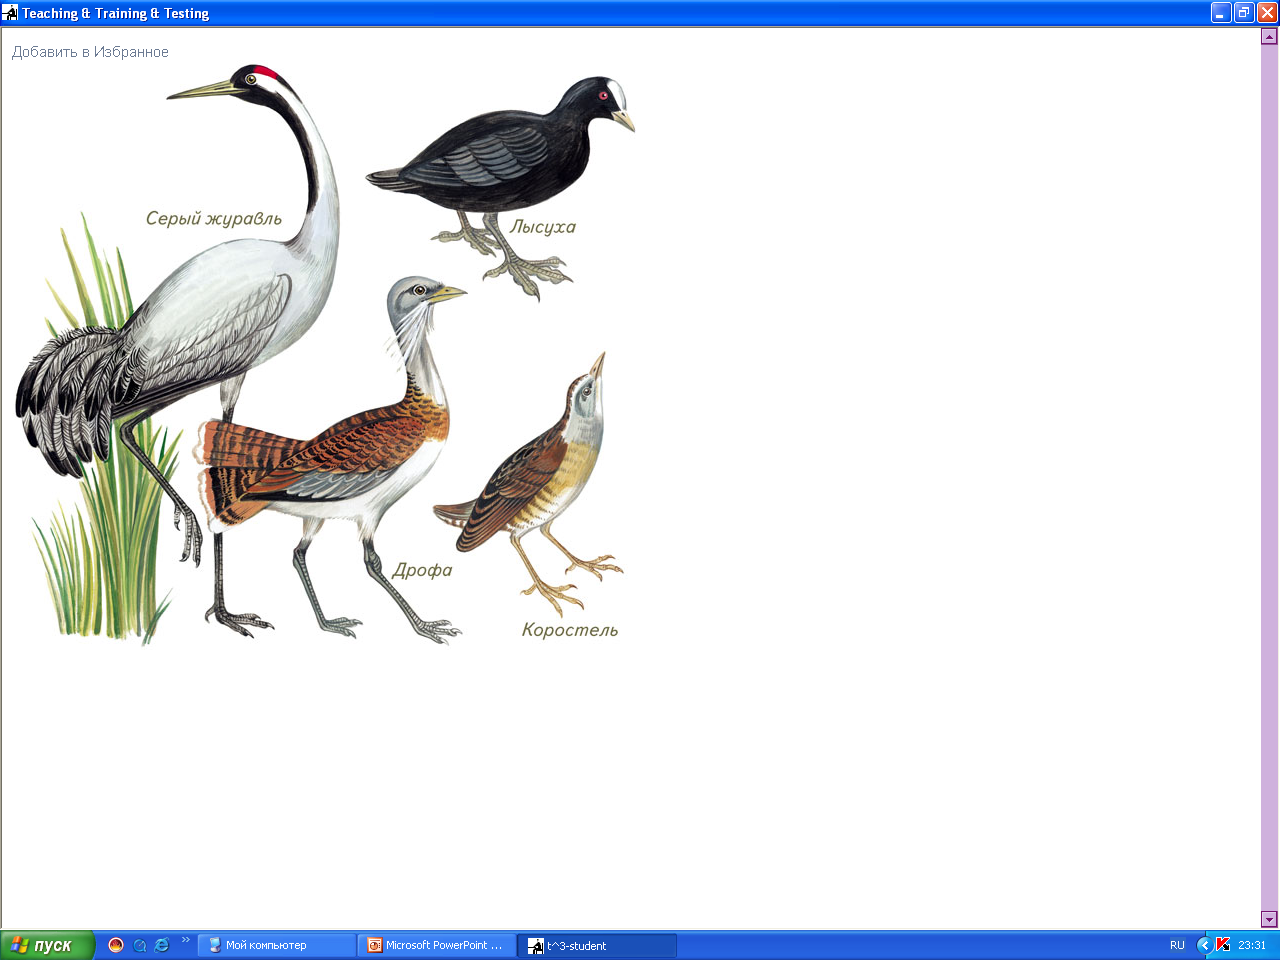 Teaching & Training & Testing
Добавить в Избранное
Серый журавль
Лысуха
Дрофа
Коростель
пуск
»
Мой компьютер
Microsoft PowerPoint ...
t^3-student
RU
23:31